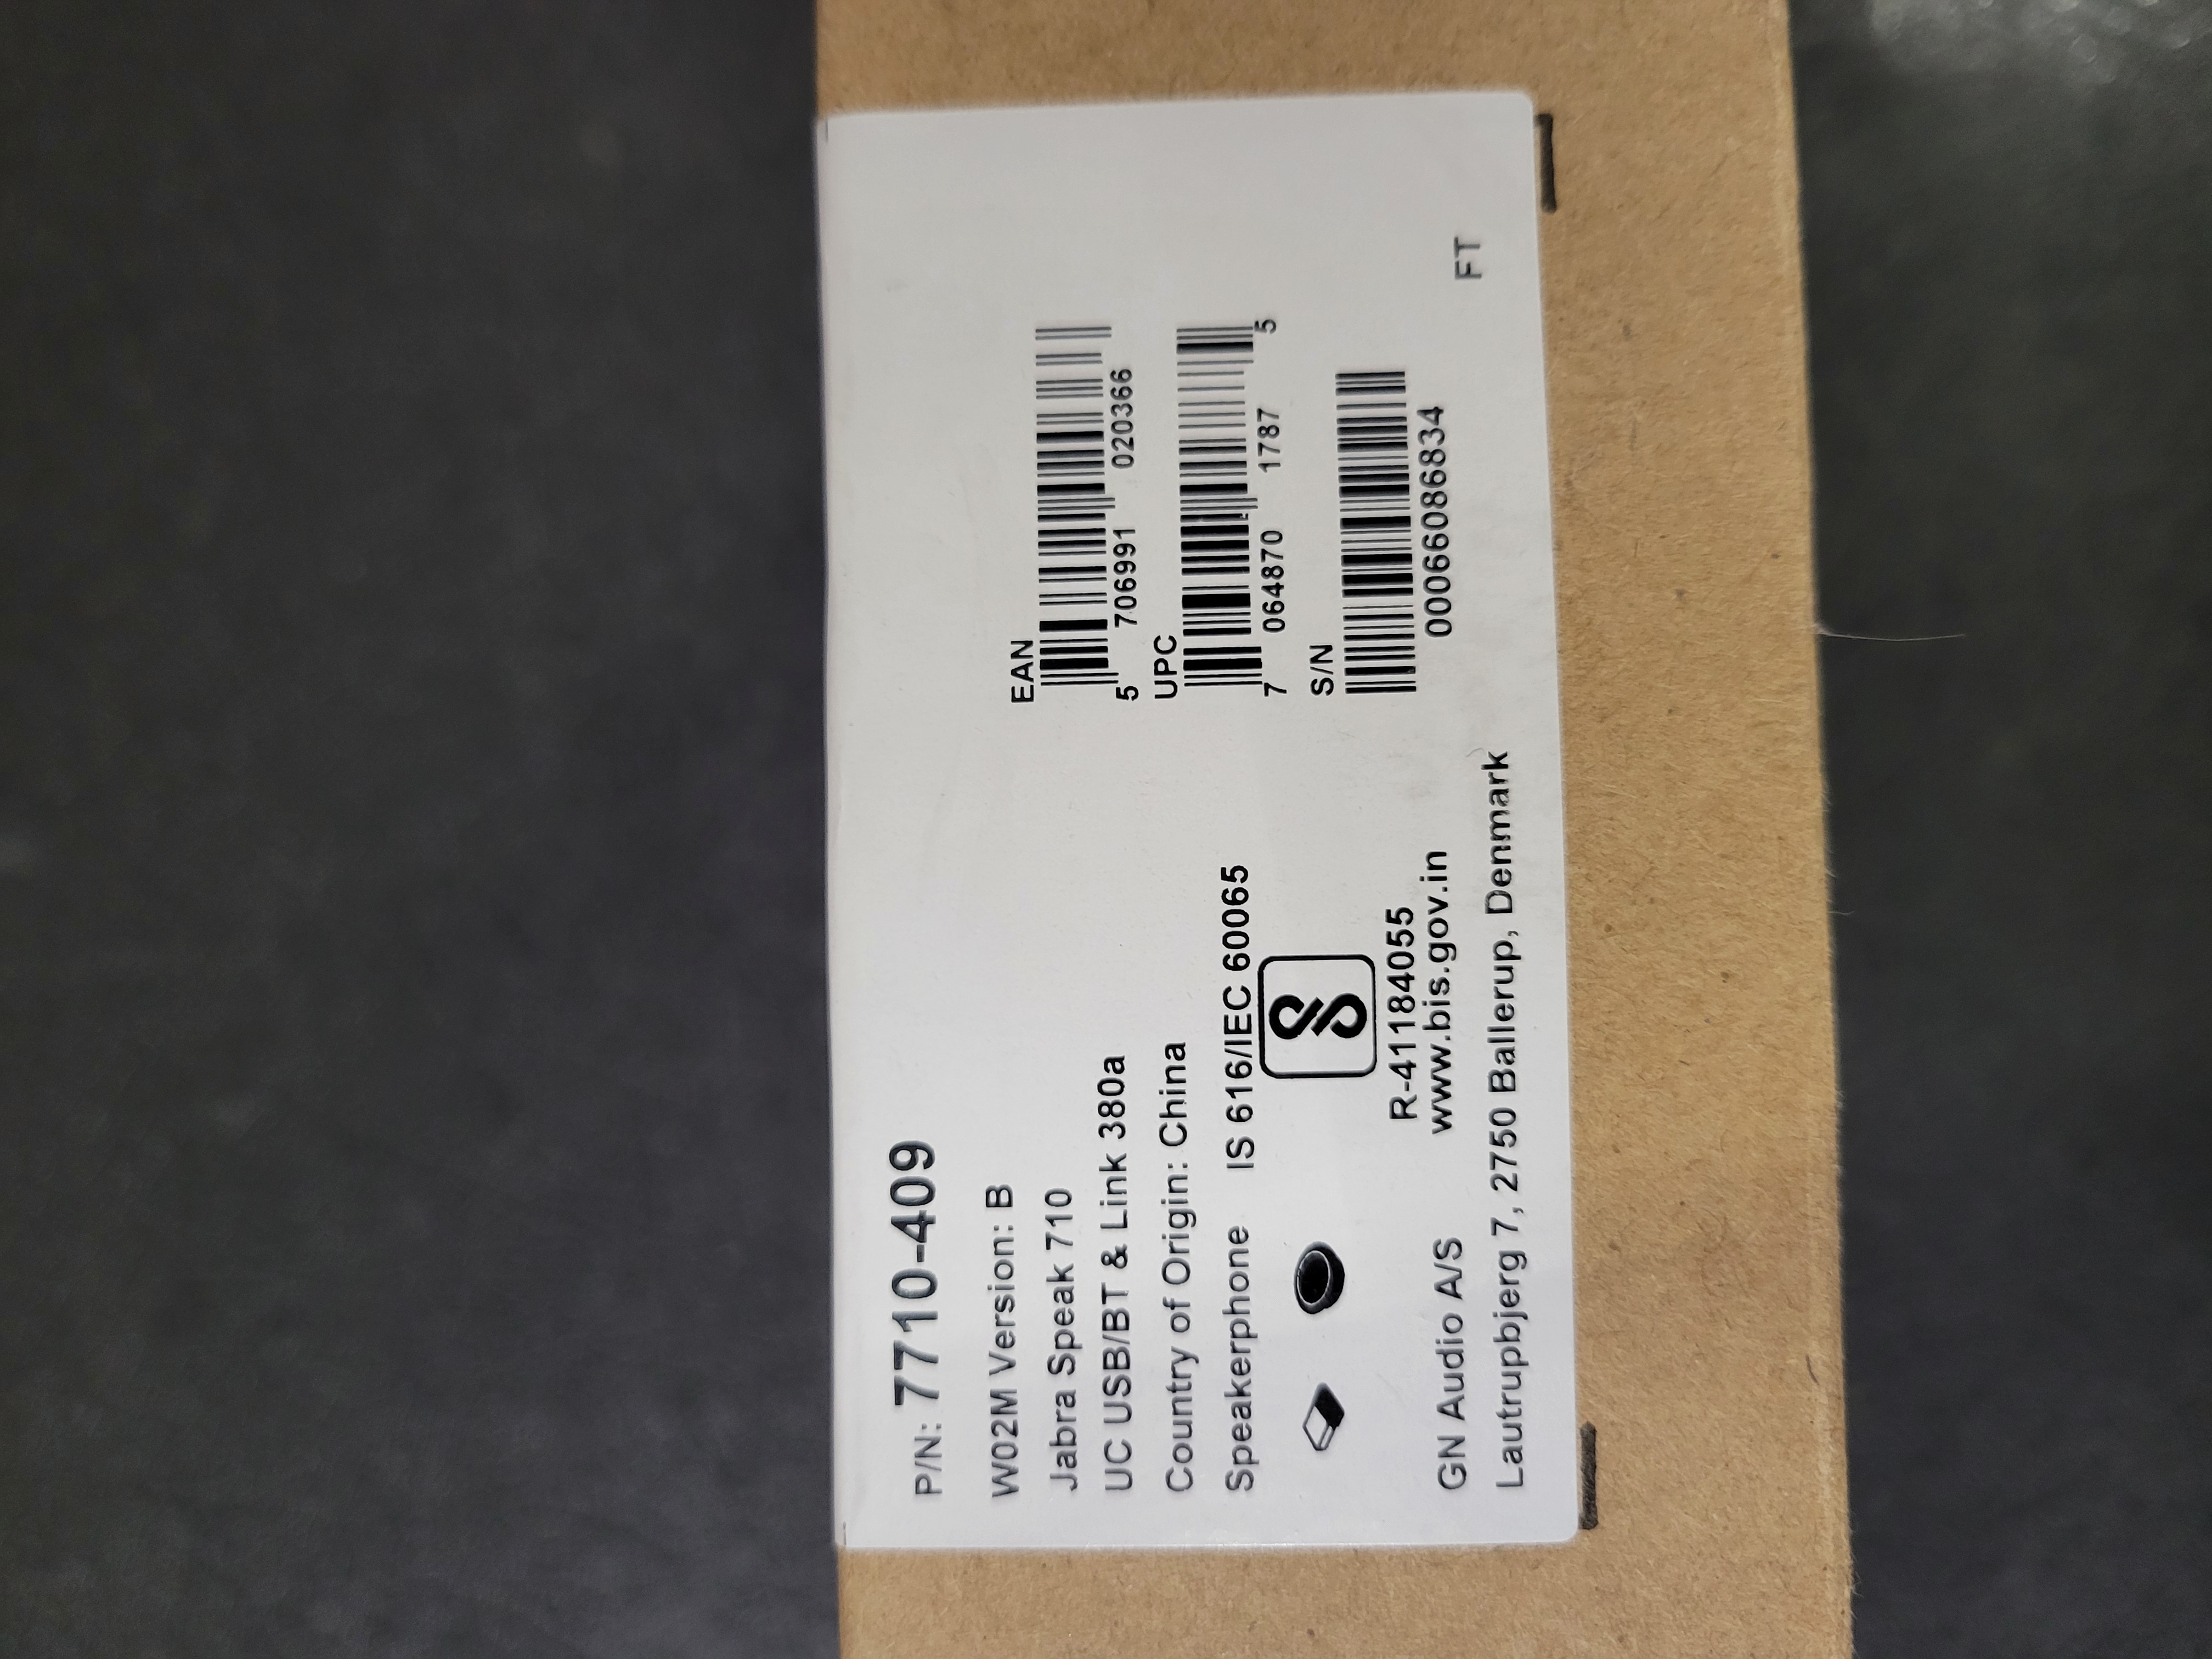 P/N: 7710-409
W02M Version: B
Jabra Speak 710
UC USB/BT & Link 380a
Country of Origin: China
Speakerphone IS 616/IEC 60065
R-41184055
www.bis.gov.in
GN Audio A/S
Lautrupbjerg 7, 2750 Ballerup, Denmark
EAN
5 706991 020366
UPC
7 064870 1787 5
S/N
00066086834
FT